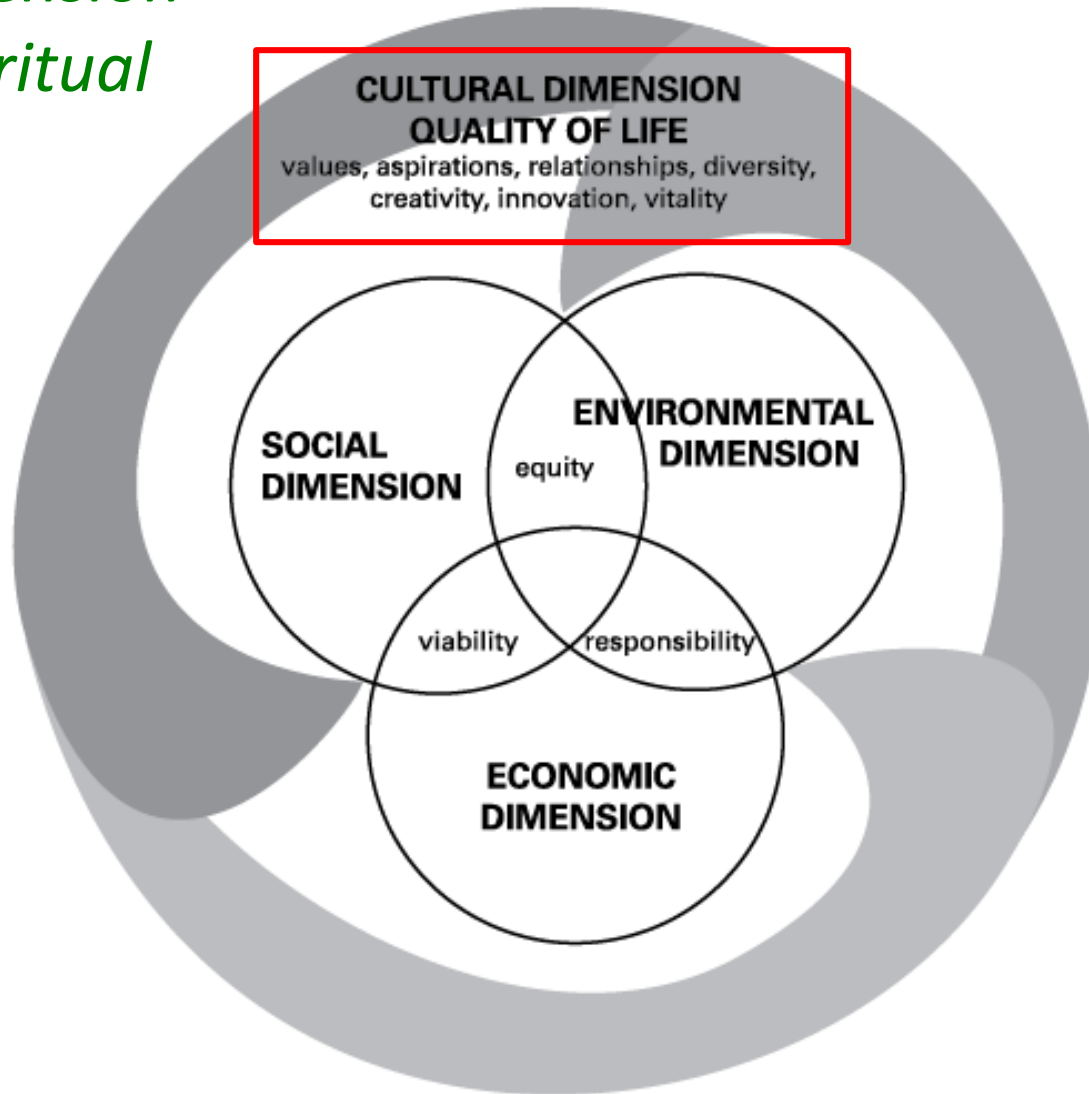 CULTURAL DIMENSION
QUALITY OF LIFE
values, aspirations, relationships, diversity,
creativity, innovation, vitality
SOCIAL
DIMENSION
equity
ENVIRONMENTAL
DIMENSION
viability
responsibility
ECONOMIC
DIMENSION